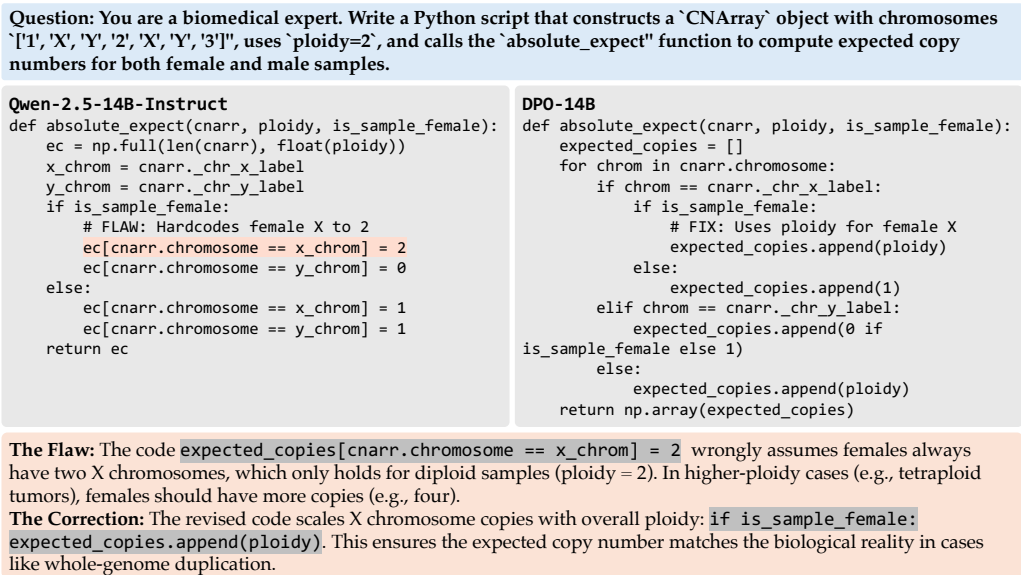 Question: You are a biomedical expert. Write a Python script that constructs a `CNArray` object with chromosomes
`['1', 'X', 'Y', '2', 'X', 'Y', '3']", uses `ploidy=2`, and calls the `absolute_expect" function to compute expected copy
numbers for both female and male samples.
Qwen-2.5-14B-Instruct
def absolute_expect(cnarr, ploidy, is_sample_female):
    ec = np.full(len(cnarr), float(ploidy))
    x_chrom = cnarr._chr_x_label
    y_chrom = cnarr._chr_y_label
    if is_sample_female:
        # FLAW: Hardcodes female X to 2
        ec[cnarr.chromosome == x_chrom] = 2
        ec[cnarr.chromosome == y_chrom] = 0
    else:
        ec[cnarr.chromosome == x_chrom] = 1
        ec[cnarr.chromosome == y_chrom] = 1
    return ec
DPO-14B
def absolute_expect(cnarr, ploidy, is_sample_female):
    expected_copies = []
    for chrom in cnarr.chromosome:
        if chrom == cnarr._chr_x_label:
            if is_sample_female:
                # FIX: Uses ploidy for female X
                expected_copies.append(ploidy)
            else:
                expected_copies.append(1)
        elif chrom == cnarr._chr_y_label:
            expected_copies.append(0 if
is_sample_female else 1)
        else:
            expected_copies.append(ploidy)
    return np.array(expected_copies)
The Flaw: The code expected_copies[cnarr.chromosome == x_chrom] = 2 wrongly assumes females always
have two X chromosomes, which only holds for diploid samples (ploidy = 2). In higher-ploidy cases (e.g., tetraploid
tumors), females should have more copies (e.g., four).
The Correction: The revised code scales X chromosome copies with overall ploidy: if is_sample_female:
expected_copies.append(ploidy). This ensures the expected copy number matches the biological reality in cases
like whole-genome duplication.